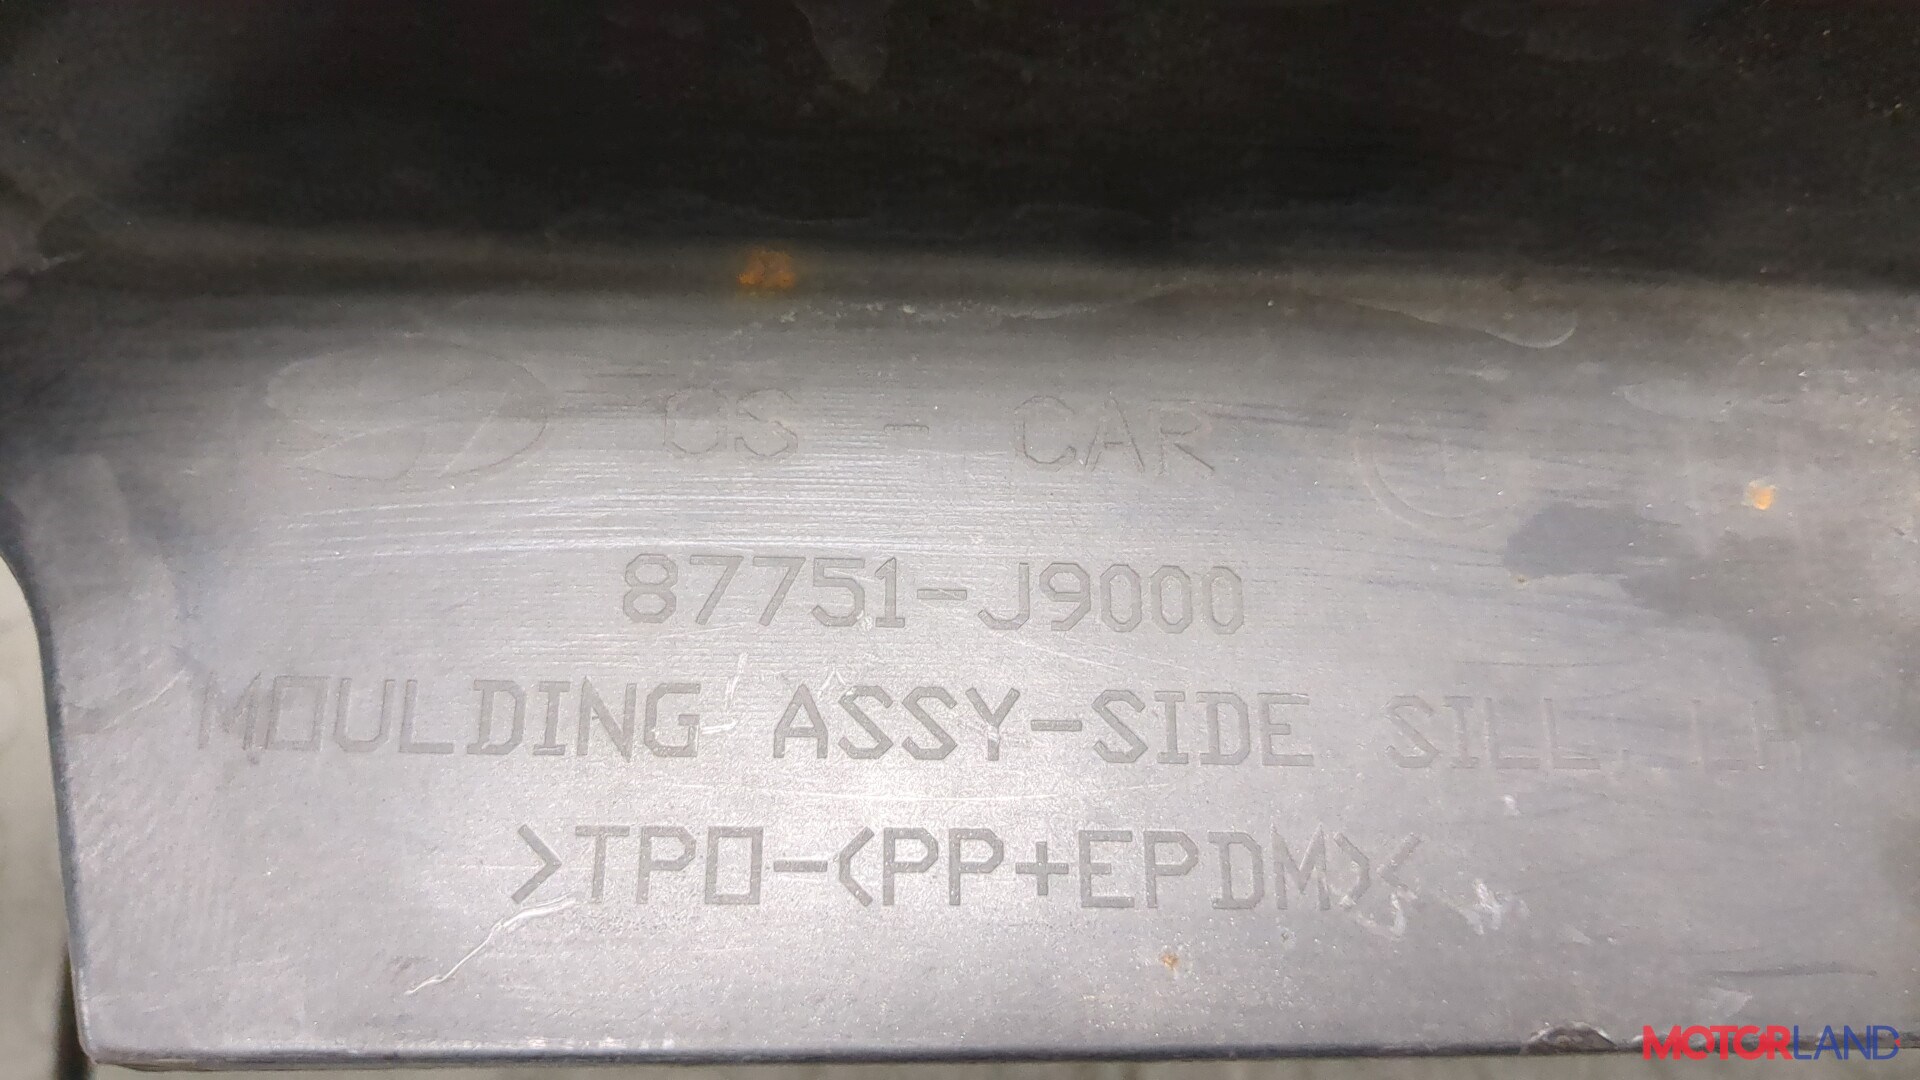 OS - CAR
87751-J9000
MOULDING ASSY-SIDE SILL, LH
>TPO-(PP+EPDM)<
MOTORLAND